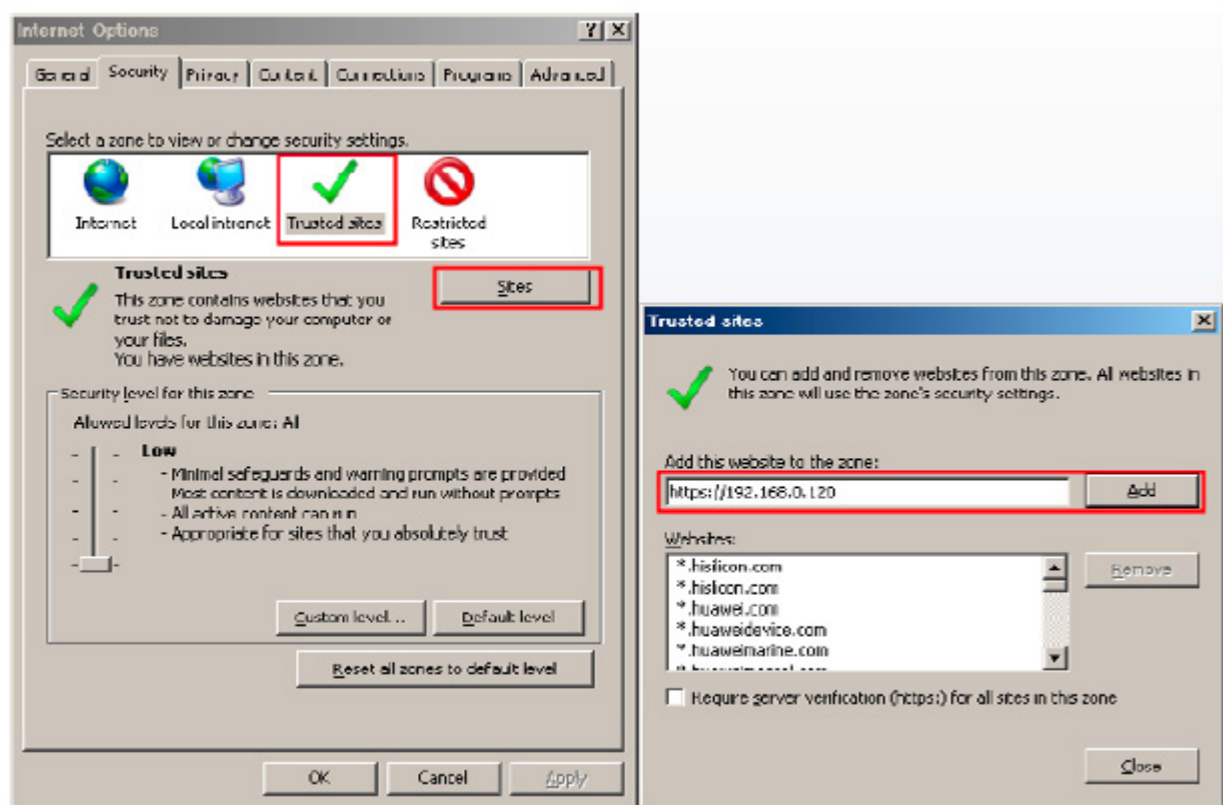 Internet Options
General Security Privacy Content Connections Programs Advanced
Select a zone to view or change security settings.
Internet
Local intranet
Trusted sites
Restricted
sites
Trusted sites
Sites
This zone contains websites that you
trust not to damage your computer or
your files.
You have websites in this zone.
Security level for this zone
Allowed levels for this zone: All
Low
- Minimal safeguards and warning prompts are provided
Most content is downloaded and run without prompts
- All active content can run
- Appropriate for sites that you absolutely trust
Custom level...
Default level
Reset all zones to default level
OK
Cancel
Apply
Trusted sites
You can add and remove websites from this zone. All websites in
this zone will use the zone's security settings.
Add this website to the zone:
https://192.168.0.120
Add
Websites:
*.hisilicon.com
*.hislicon.com
*.huawei.com
*.huaweidevice.com
*.huaweimarine.com
Remove
Require server verification (https:) for all sites in this zone
Close